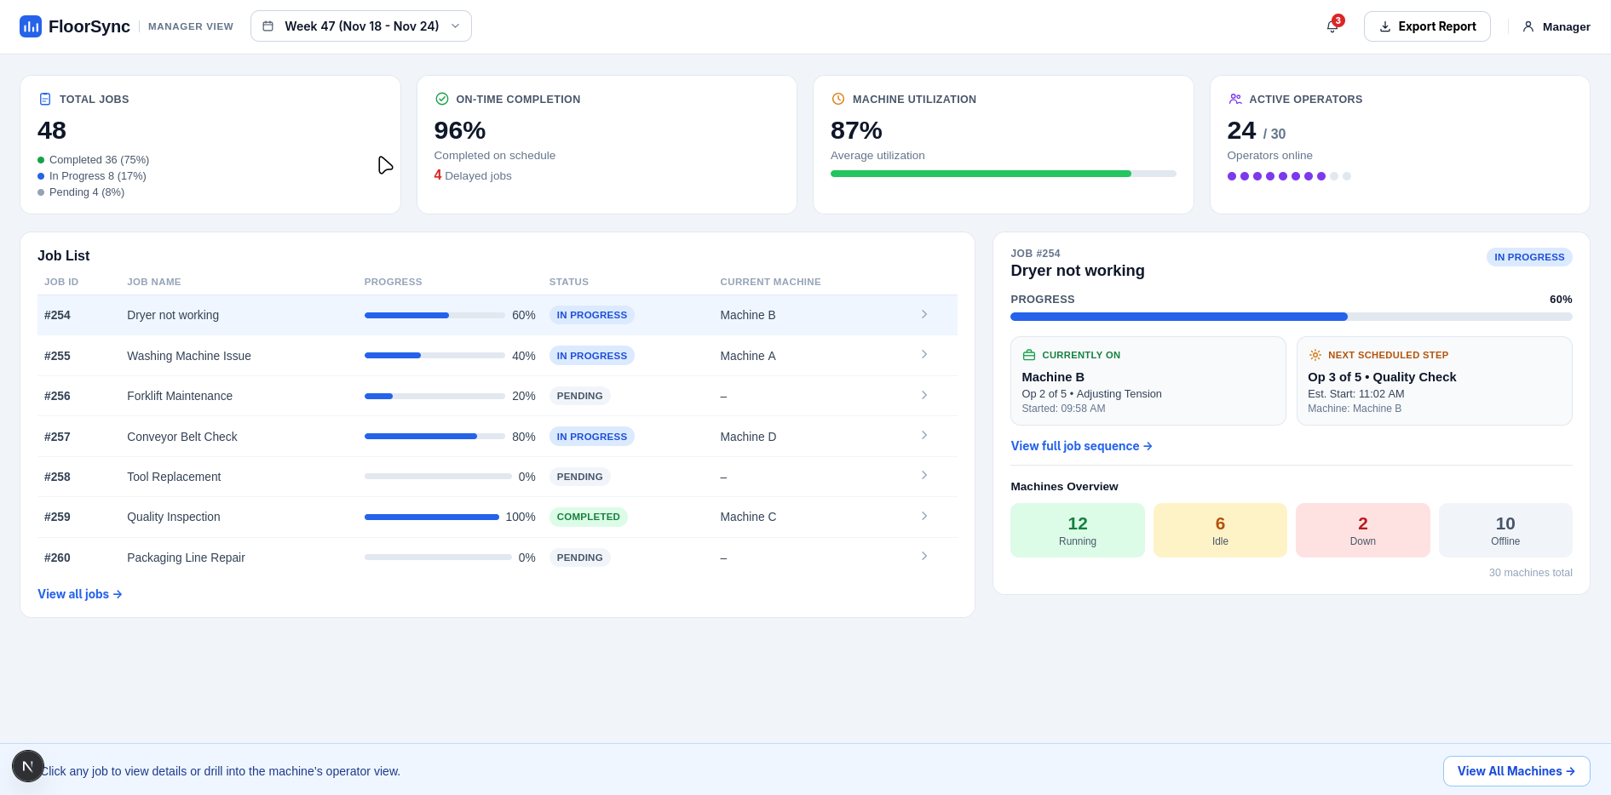 FloorSync
MANAGER VIEW
Week 47 (Nov 18 - Nov 24)
3
Export Report
Manager
TOTAL JOBS
48
Completed 36 (75%)
In Progress 8 (17%)
Pending 4 (8%)
ON-TIME COMPLETION
96%
Completed on schedule
4 Delayed jobs
MACHINE UTILIZATION
87%
Average utilization
ACTIVE OPERATORS
24 / 30
Operators online
Job List
JOB ID JOB NAME PROGRESS STATUS CURRENT MACHINE
#254 Dryer not working 60% IN PROGRESS Machine B
#255 Washing Machine Issue 40% IN PROGRESS Machine A
#256 Forklift Maintenance 20% PENDING –
#257 Conveyor Belt Check 80% IN PROGRESS Machine D
#258 Tool Replacement 0% PENDING –
#259 Quality Inspection 100% COMPLETED Machine C
#260 Packaging Line Repair 0% PENDING –
View all jobs →
JOB #254
IN PROGRESS
Dryer not working
PROGRESS 60%
CURRENTLY ON
Machine B
Op 2 of 5 • Adjusting Tension
Started: 09:58 AM
NEXT SCHEDULED STEP
Op 3 of 5 • Quality Check
Est. Start: 11:02 AM
Machine: Machine B
View full job sequence →
Machines Overview
12
Running
6
Idle
2
Down
10
Offline
30 machines total
N
Click any job to view details or drill into the machine's operator view.
View All Machines →